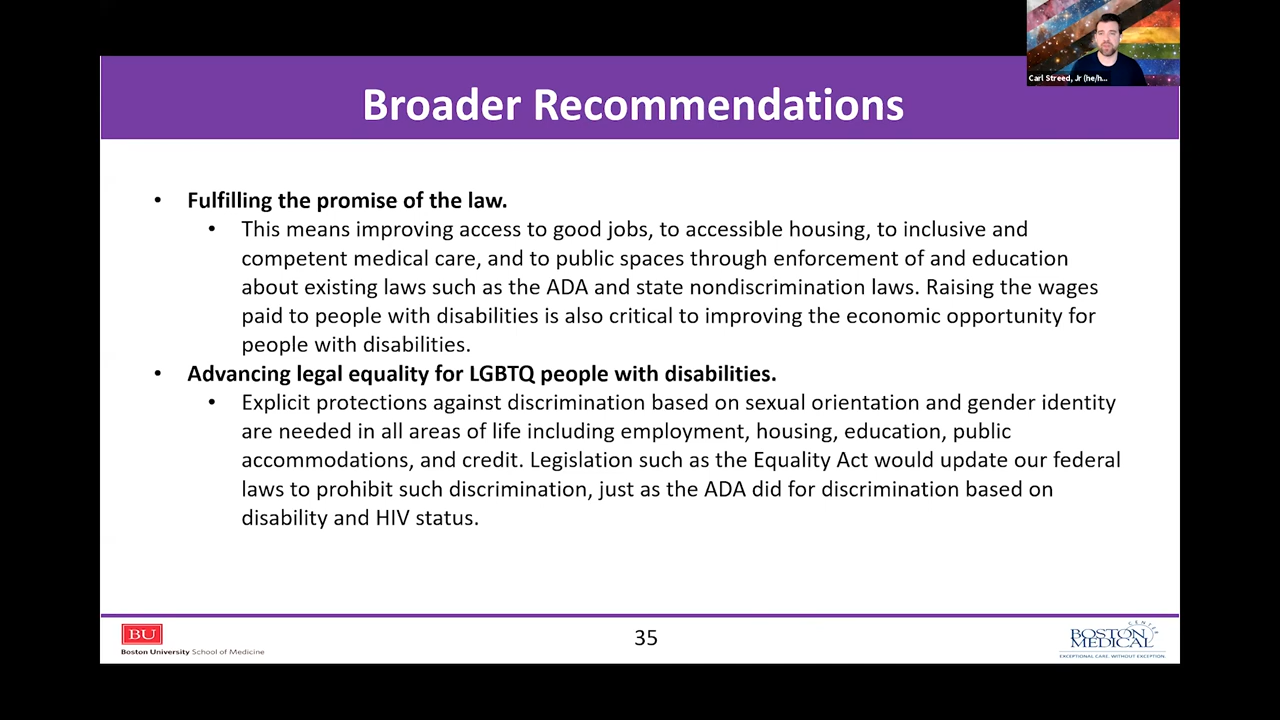 Carl Streed, Jr (he/h...
Broader Recommendations
• Fulfilling the promise of the law.
• This means improving access to good jobs, to accessible housing, to inclusive and
competent medical care, and to public spaces through enforcement of and education
about existing laws such as the ADA and state nondiscrimination laws. Raising the wages
paid to people with disabilities is also critical to improving the economic opportunity for
people with disabilities.
• Advancing legal equality for LGBTQ people with disabilities.
• Explicit protections against discrimination based on sexual orientation and gender identity
are needed in all areas of life including employment, housing, education, public
accommodations, and credit. Legislation such as the Equality Act would update our federal
laws to prohibit such discrimination, just as the ADA did for discrimination based on
disability and HIV status.
BU
Boston University School of Medicine
35
BOSTON
MEDICAL
CENTER
EXCEPTIONAL CARE. WITHOUT EXCEPTION.